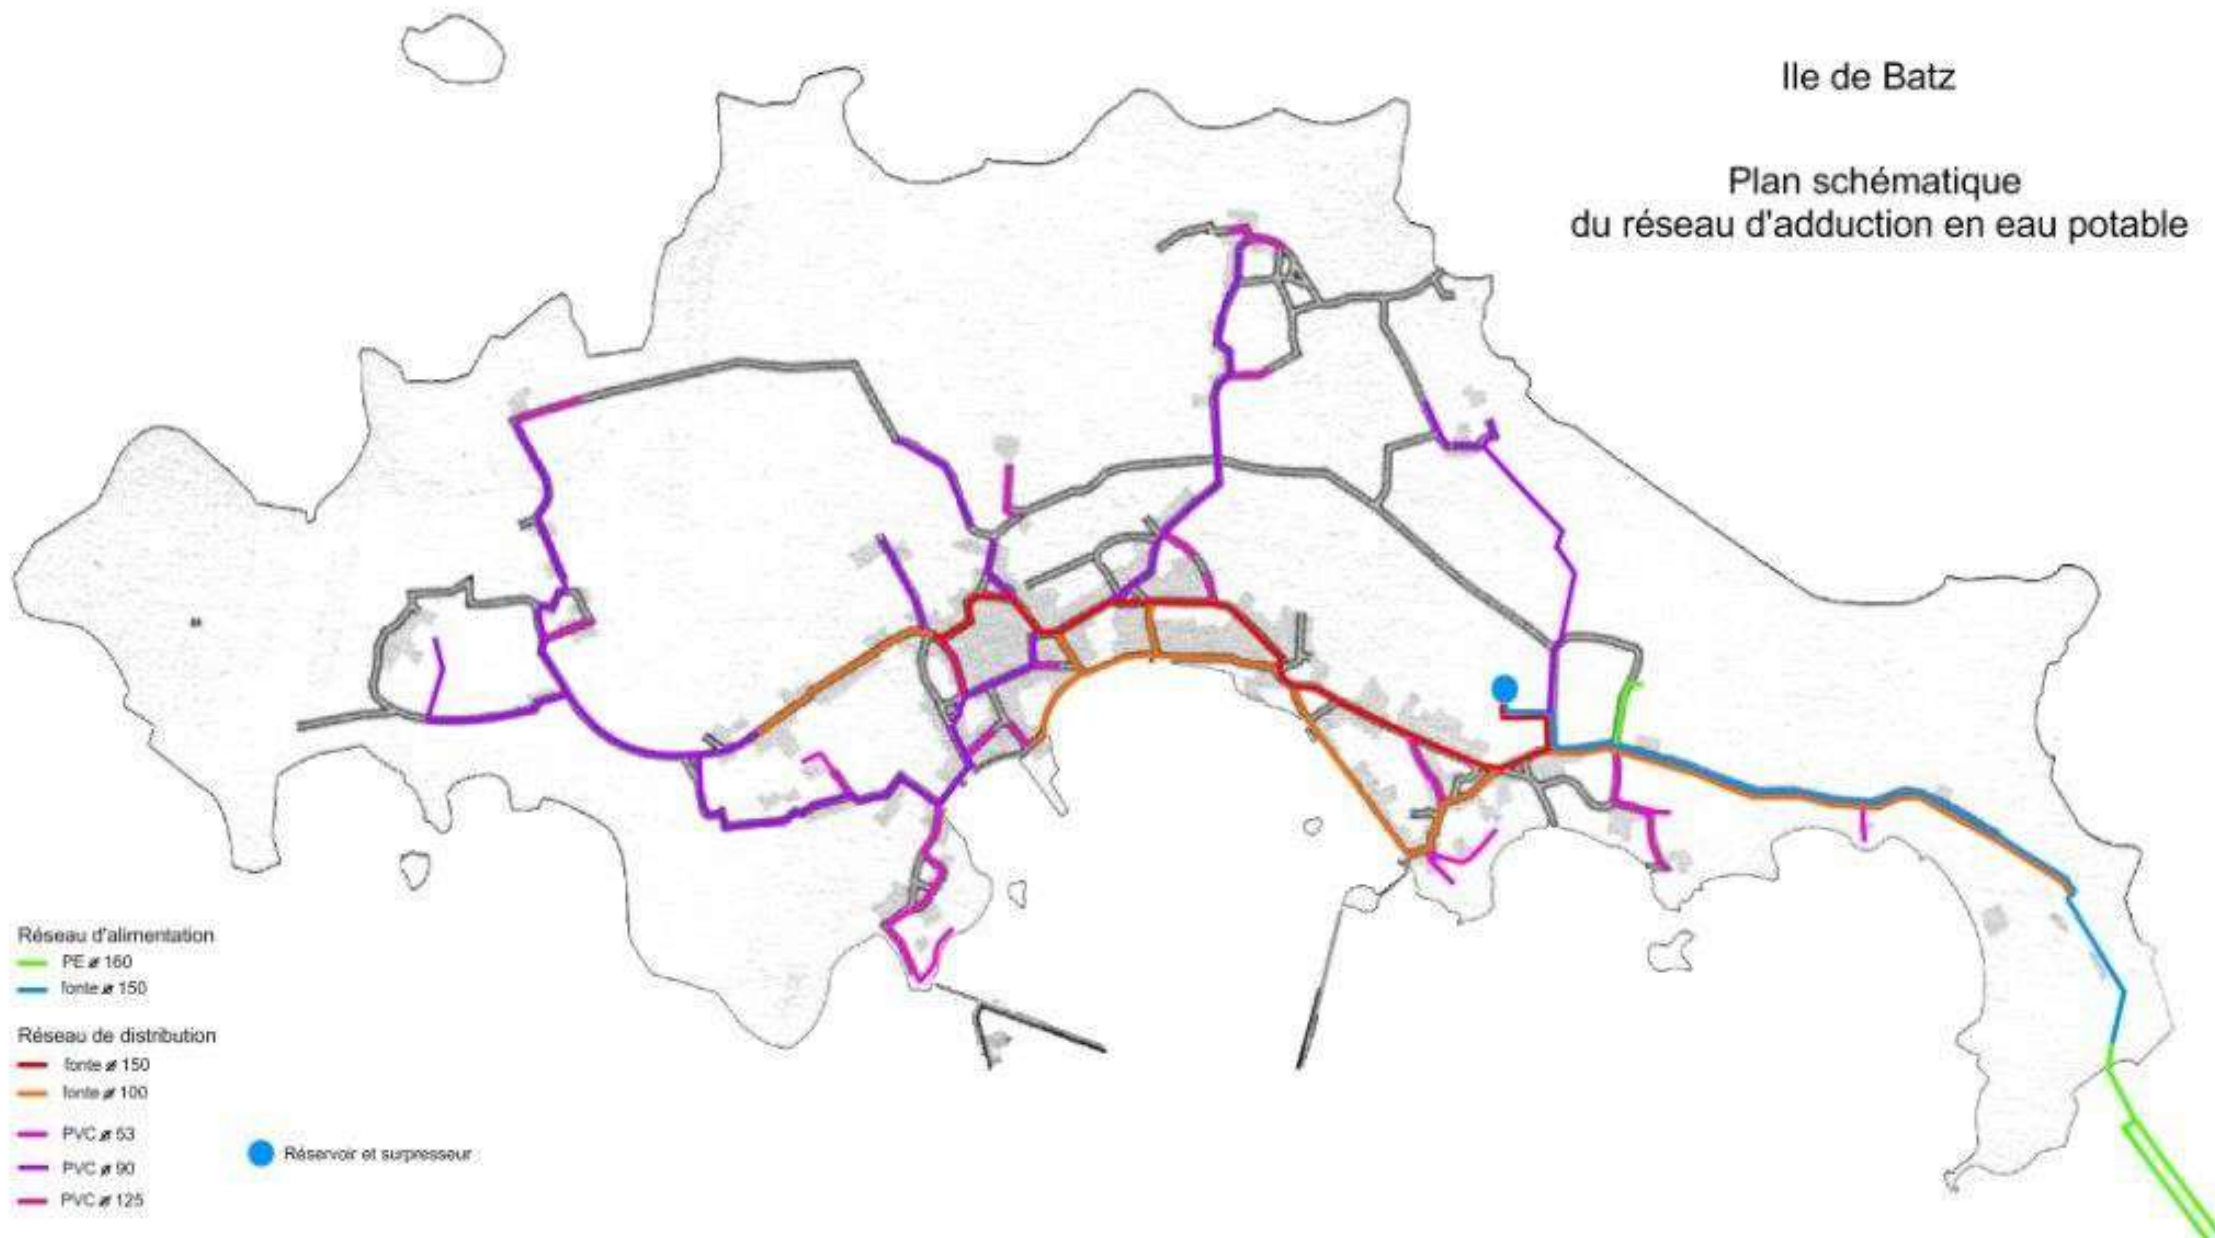 Ile de Batz
Plan schématique
du réseau d'adduction en eau potable
Réseau d'alimentation
PE ø 160
fonte ø 150
Réseau de distribution
fonte ø 150
fonte ø 100
PVC ø 53
PVC ø 90
PVC ø 125
Réservoir et surpresseur